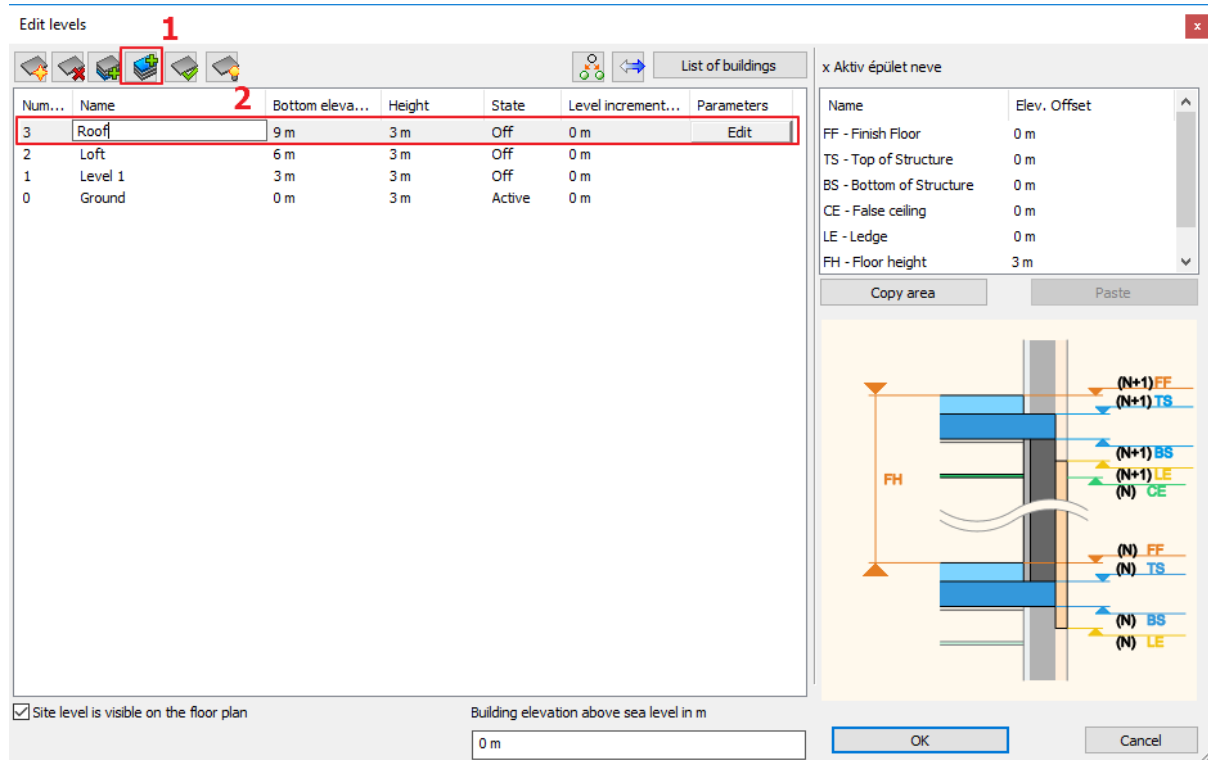 Edit levels
1
x
List of buildings
x Aktiv épület neve
2
Num... Name Bottom eleva... Height State Level increment... Parameters
3 Roof 9 m 3 m Off 0 m Edit
2 Loft 6 m 3 m Off 0 m
1 Level 1 3 m 3 m Off 0 m
0 Ground 0 m 3 m Active 0 m
Name Elev. Offset
FF - Finish Floor 0 m
TS - Top of Structure 0 m
BS - Bottom of Structure 0 m
CE - False ceiling 0 m
LE - Ledge 0 m
FH - Floor height 3 m
Copy area Paste
(N+1) FF
(N+1) TS
(N+1) BS
(N+1) LE
(N) CE
FH
(N) FF
(N) TS
(N) BS
(N) LE
Site level is visible on the floor plan
Building elevation above sea level in m
0 m
OK Cancel